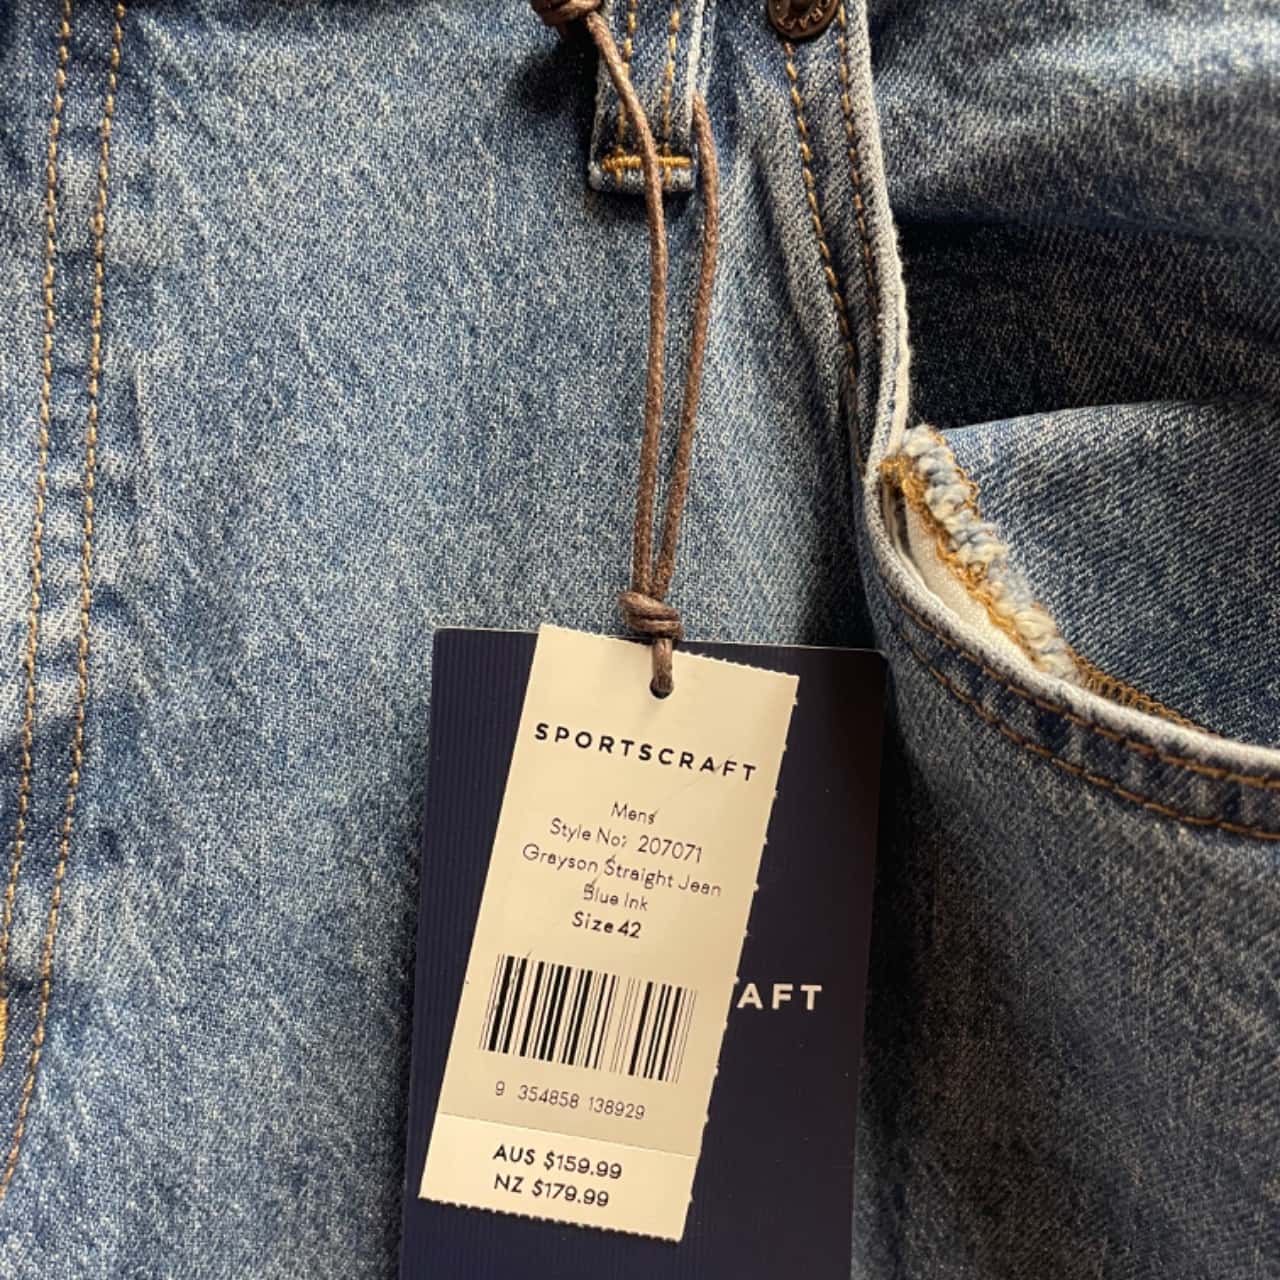 SPORTSCRAFT
Mens
Style No: 207071
Grayson Straight Jean
Blue Ink
Size 42
AFT
9 354858 138929
AUS $159.99
NZ $179.99